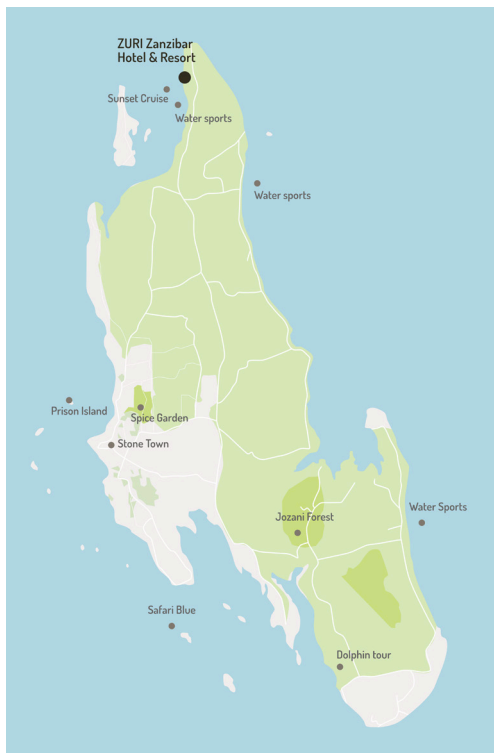 ZURI Zanzibar
Hotel & Resort
Sunset Cruise
Water sports
Water sports
Prison Island
Spice Garden
Stone Town
Water Sports
Jozani Forest
Safari Blue
Dolphin tour